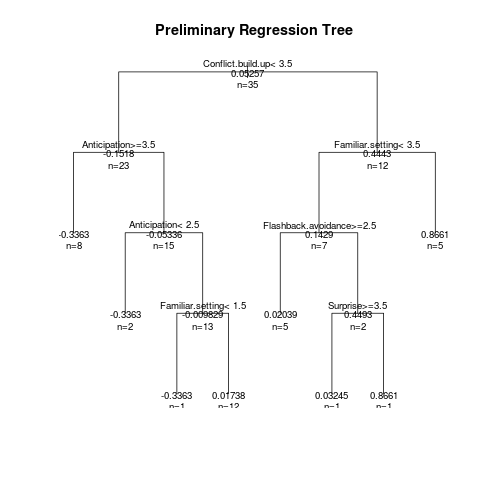 Preliminary Regression Tree
Conflict.build.up< 3.5
0.05257
n=35
Anticipation>=3.5
-0.1518
n=23
Familiar.setting< 3.5
0.4443
n=12
-0.3363
n=8
Anticipation< 2.5
-0.05336
n=15
Flashback.avoidance>=2.5
0.1429
n=7
0.8661
n=5
-0.3363
n=2
Familiar.setting< 1.5
-0.009829
n=13
0.02039
n=5
Surprise>=3.5
0.4493
n=2
-0.3363
n=1
0.01738
n=12
0.03245
n=1
0.8661
n=1